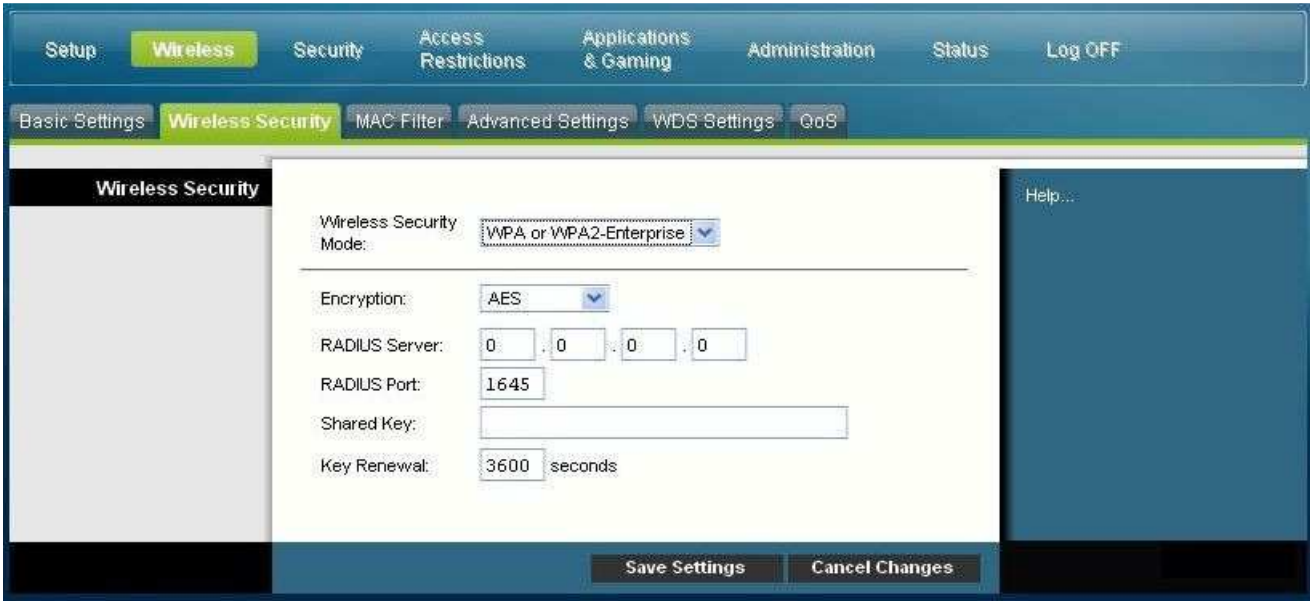 Setup Wireless Security Access Restrictions Applications & Gaming Administration Status Log OFF
Basic Settings Wireless Security MAC Filter Advanced Settings WDS Settings QoS
Wireless Security
Help...
Wireless Security Mode: WPA or WPA2-Enterprise
Encryption: AES
RADIUS Server: 0 . 0 . 0 . 0
RADIUS Port: 1645
Shared Key:
Key Renewal: 3600 seconds
Save Settings Cancel Changes